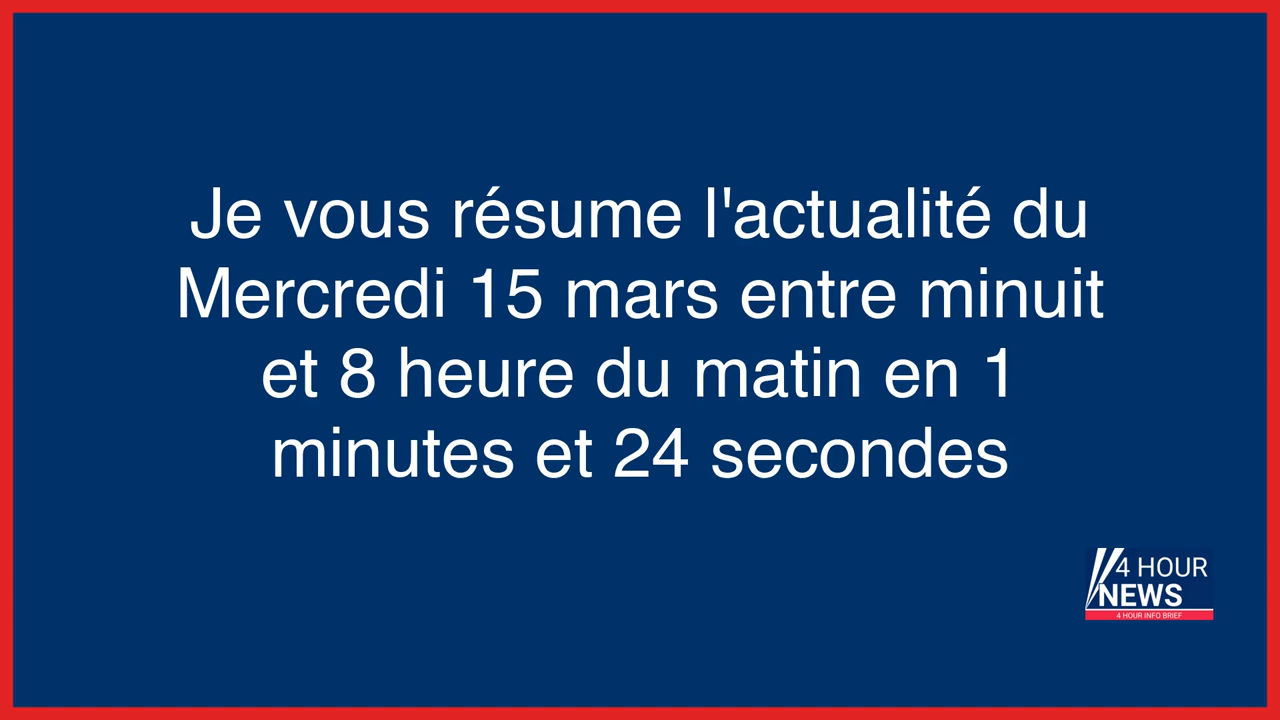 Je vous résume l'actualité du
Mercredi 15 mars entre minuit
et 8 heure du matin en 1
minutes et 24 secondes
4 HOUR
NEWS
4 HOUR INFO BRIEF